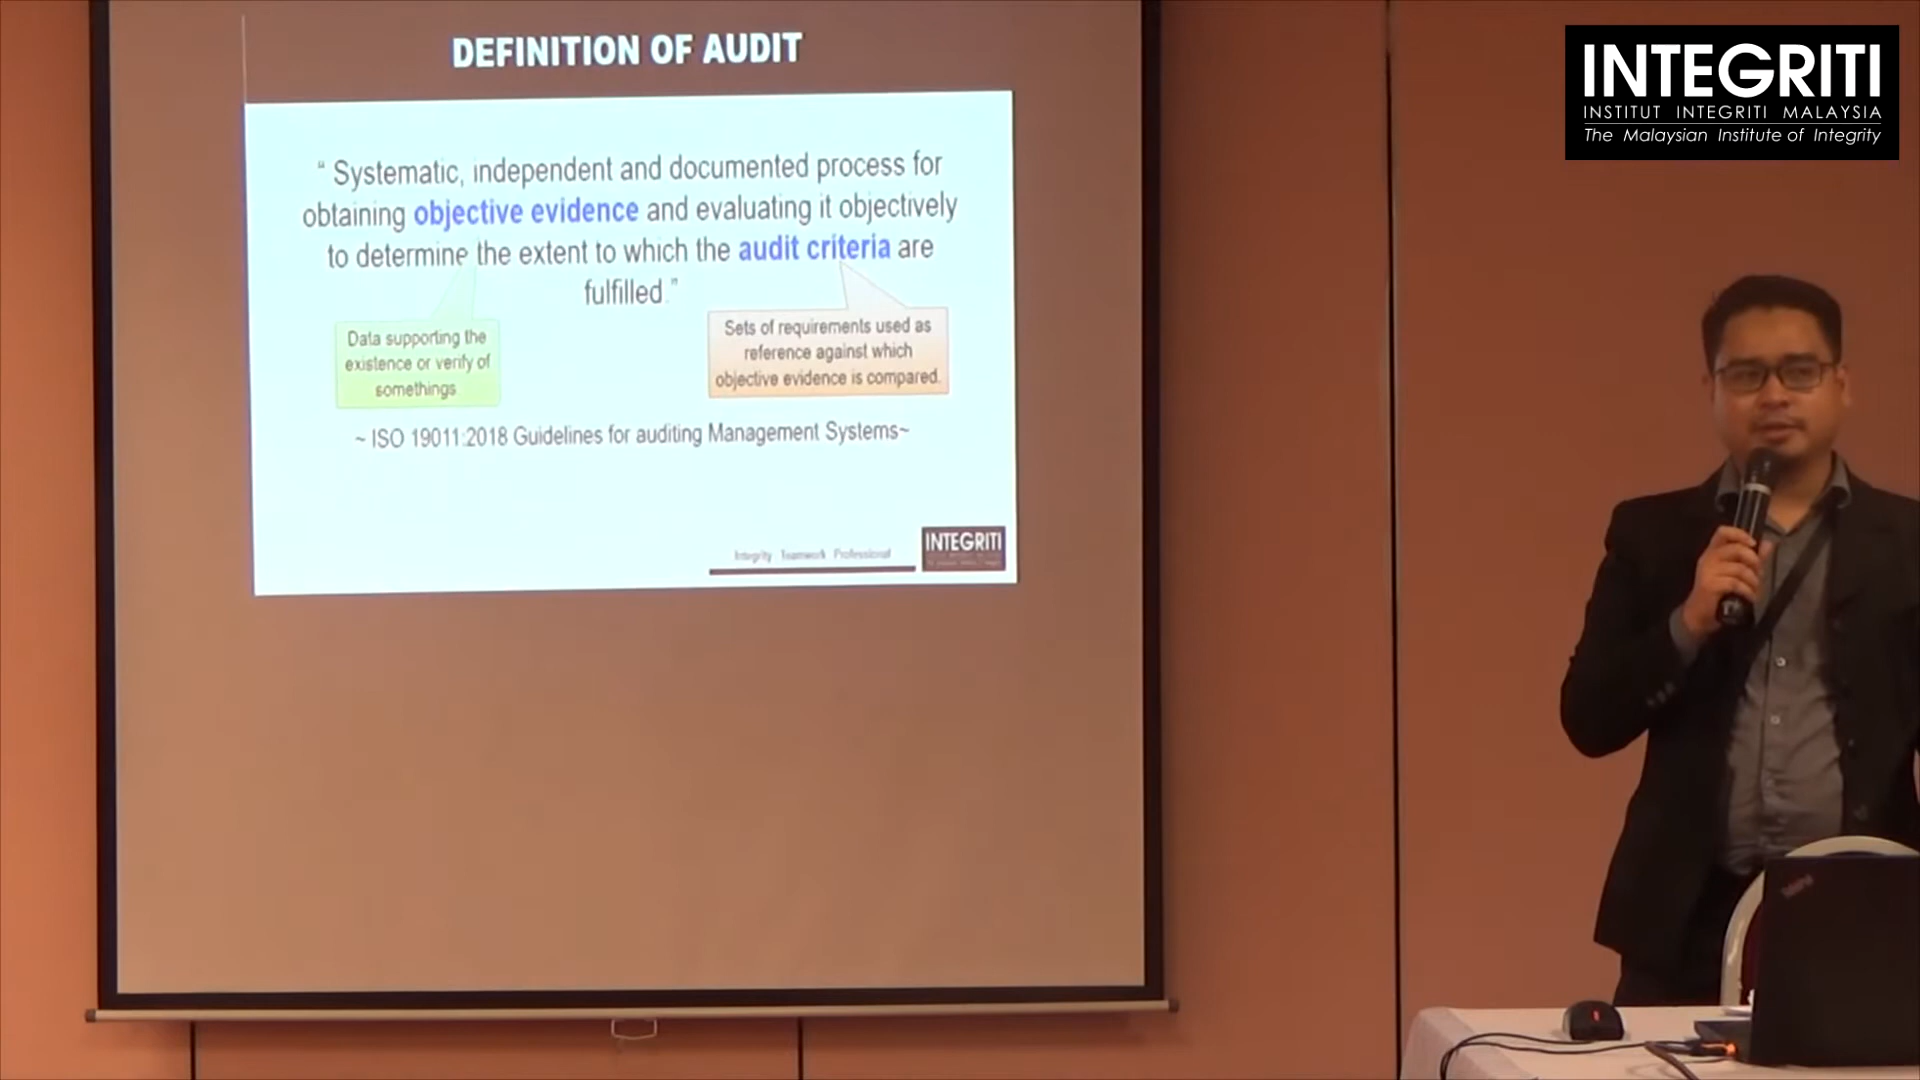 DEFINITION OF AUDIT
“ Systematic, independent and documented process for
obtaining objective evidence and evaluating it objectively
to determine the extent to which the audit criteria are
fulfilled.”
Data supporting the
existence or verify of
somethings
Sets of requirements used as
reference against which
objective evidence is compared.
~ ISO 19011:2018 Guidelines for auditing Management Systems~
Integrity Teamwork Professional
INTEGRITI
INTEGRITI
INSTITUT INTEGRITI MALAYSIA
The Malaysian Institute of Integrity
ThinkPad